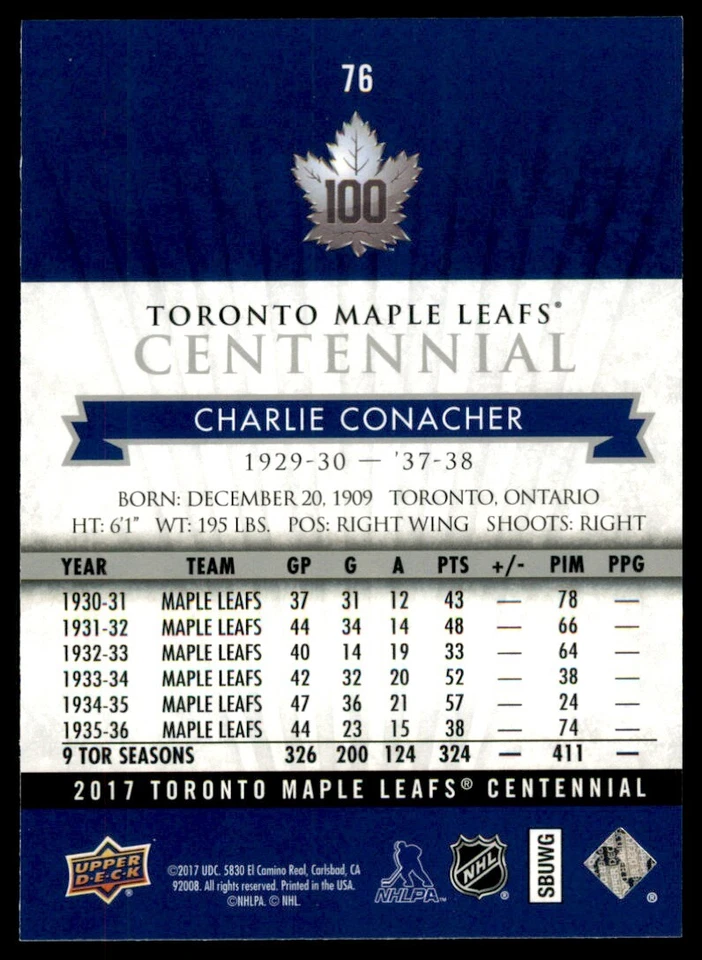 76
100
TORONTO MAPLE LEAFS®
CENTENNIAL
CHARLIE CONACHER
1929-30 — '37-38
BORN: DECEMBER 20, 1909 TORONTO, ONTARIO
HT: 6'1" WT: 195 LBS. POS: RIGHT WING SHOOTS: RIGHT
YEAR TEAM GP G A PTS +/- PIM PPG
1930-31 MAPLE LEAFS 37 31 12 43 — 78 —
1931-32 MAPLE LEAFS 44 34 14 48 — 66 —
1932-33 MAPLE LEAFS 40 14 19 33 — 64 —
1933-34 MAPLE LEAFS 42 32 20 52 — 38 —
1934-35 MAPLE LEAFS 47 36 21 57 — 24 —
1935-36 MAPLE LEAFS 44 23 15 38 — 74 —
9 TOR SEASONS 326 200 124 324 — 411 —
2017 TORONTO MAPLE LEAFS® CENTENNIAL
UPPER DECK
©2017 UDC. 5830 El Camino Real, Carlsbad, CA
92008. All rights reserved. Printed in the USA.
©NHLPA. © NHL.
NHLPA™
NHL®
SBUWG
®